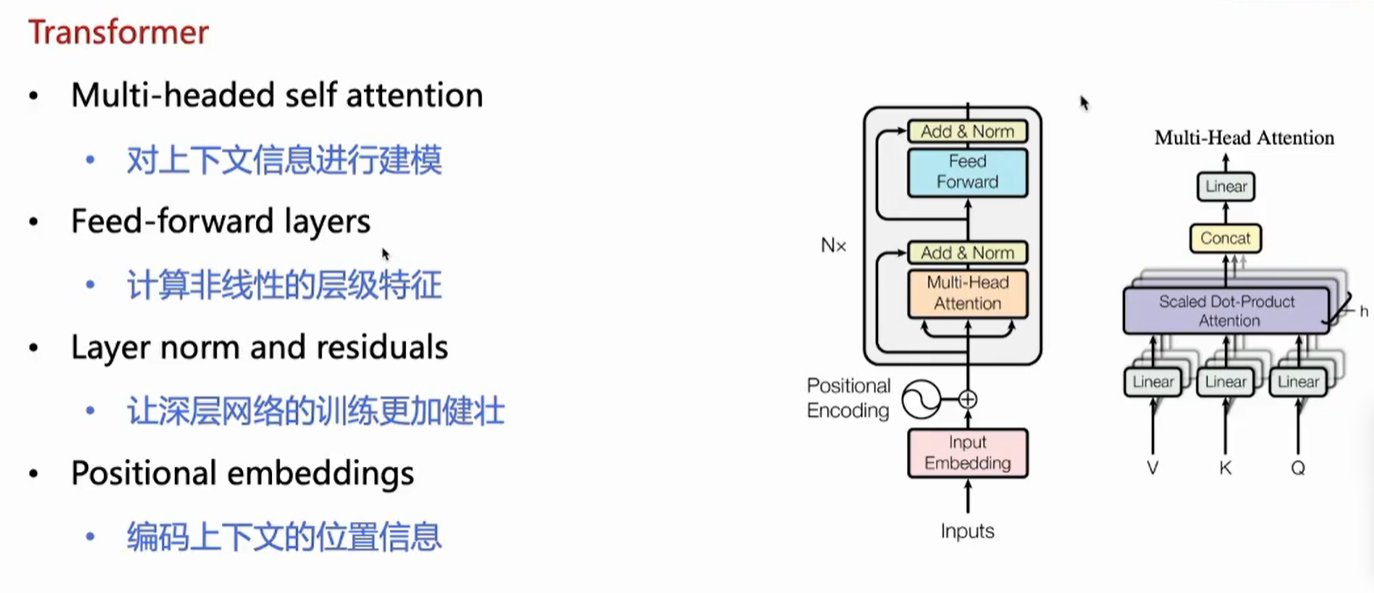 Transformer
• Multi-headed self attention
• 对上下文信息进行建模
• Feed-forward layers
• 计算非线性的层级特征
• Layer norm and residuals
• 让深层网络的训练更加健壮
• Positional embeddings
• 编码上下文的位置信息
Add & Norm
Feed
Forward
Nx
Add & Norm
Multi-Head
Attention
Positional
Encoding
Input
Embedding
Inputs
Multi-Head Attention
Linear
Concat
Scaled Dot-Product
Attention
h
Linear Linear Linear
V K Q